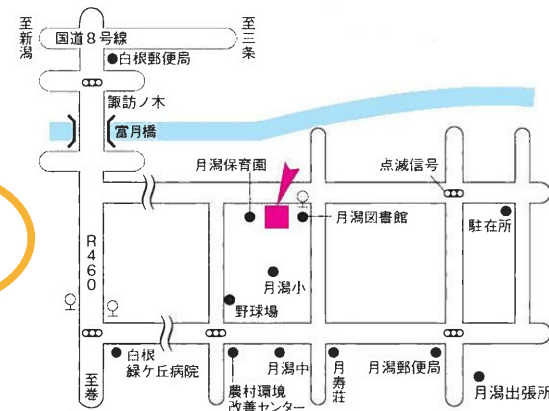 至新潟
国道8号線
至三条
白根郵便局
諏訪ノ木
富月橋
月潟保育園
点滅信号
月潟図書館
駐在所
R460
月潟小
野球場
白根
緑ケ丘病院
月潟中
月寿荘
月潟郵便局
至巻
農村環境
改善センター
月潟出張所